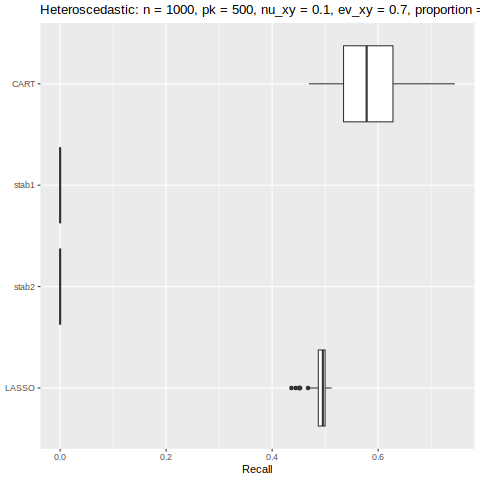 Heteroscedastic: n = 1000, pk = 500, nu_xy = 0.1, ev_xy = 0.7, proportion =
CART
stab1
stab2
LASSO
0.0 0.2 0.4 0.6
Recall